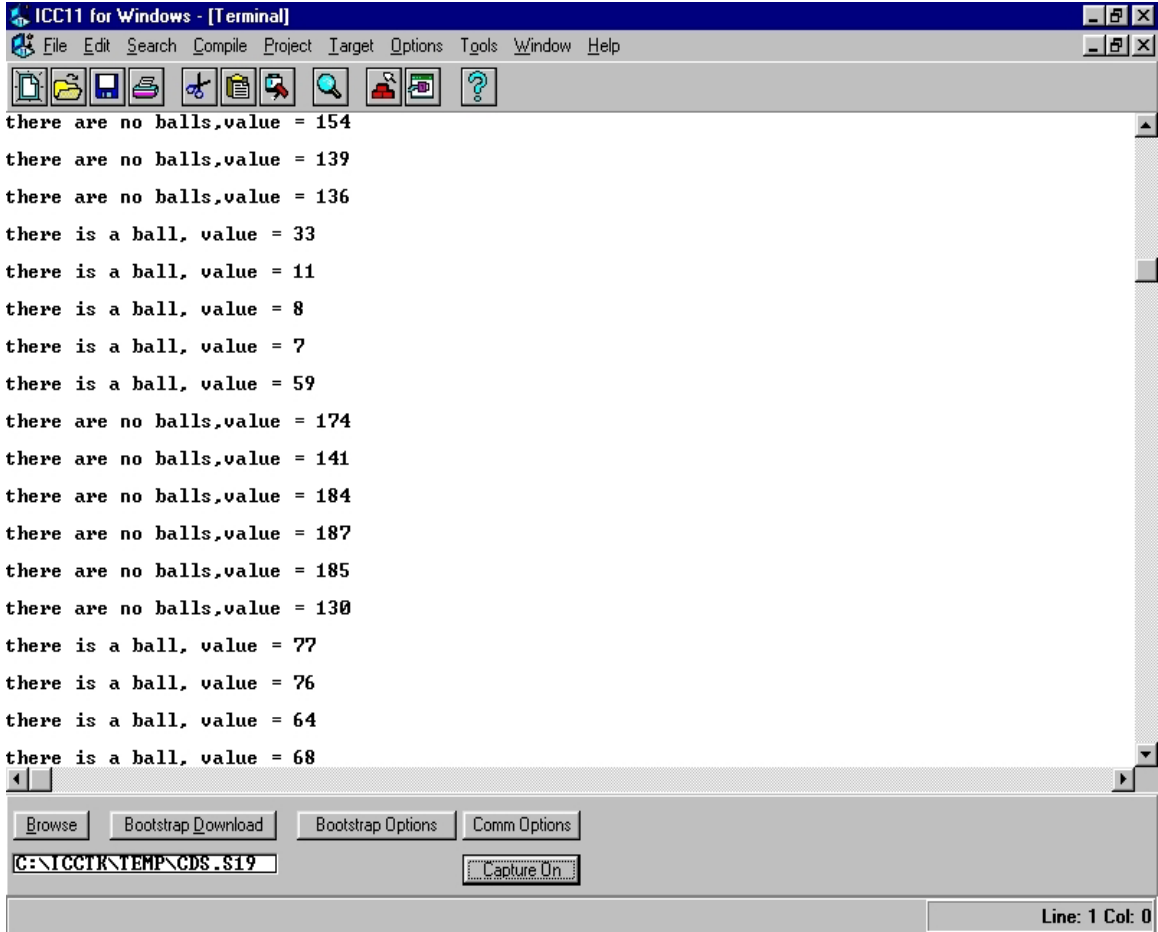 ICC11 for Windows - [Terminal]
File Edit Search Compile Project Target Options Tools Window Help
there are no balls,value = 154
there are no balls,value = 139
there are no balls,value = 136
there is a ball, value = 33
there is a ball, value = 11
there is a ball, value = 8
there is a ball, value = 7
there is a ball, value = 59
there are no balls,value = 174
there are no balls,value = 141
there are no balls,value = 184
there are no balls,value = 187
there are no balls,value = 185
there are no balls,value = 130
there is a ball, value = 77
there is a ball, value = 76
there is a ball, value = 64
there is a ball, value = 68
Browse Bootstrap Download Bootstrap Options Comm Options
C:\ICCTK\TEMP\CDS.S19 Capture On
Line: 1 Col: 0